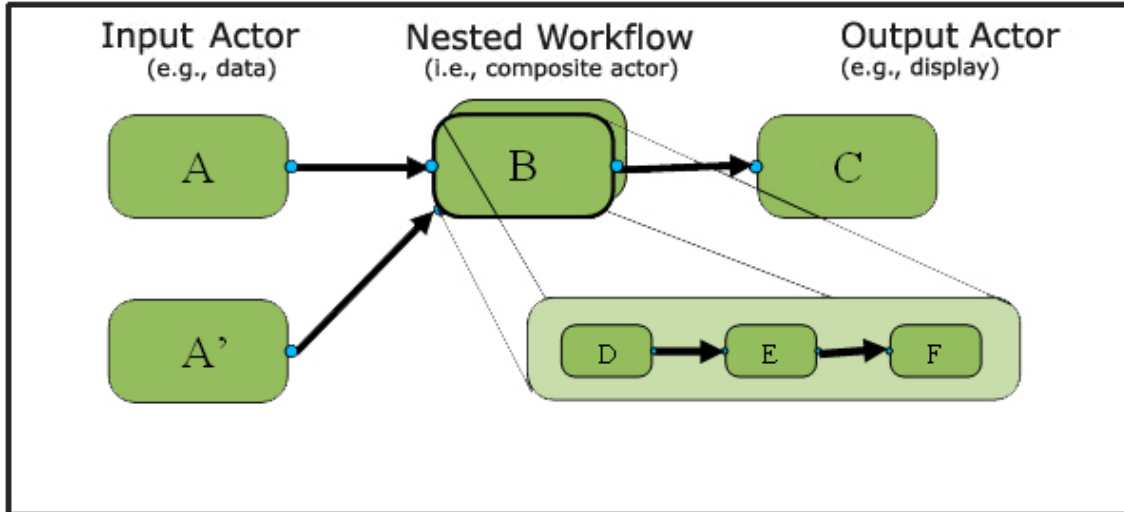 Input Actor
(e.g., data)
Nested Workflow
(i.e., composite actor)
Output Actor
(e.g., display)
A
B
C
A’
D
E
F